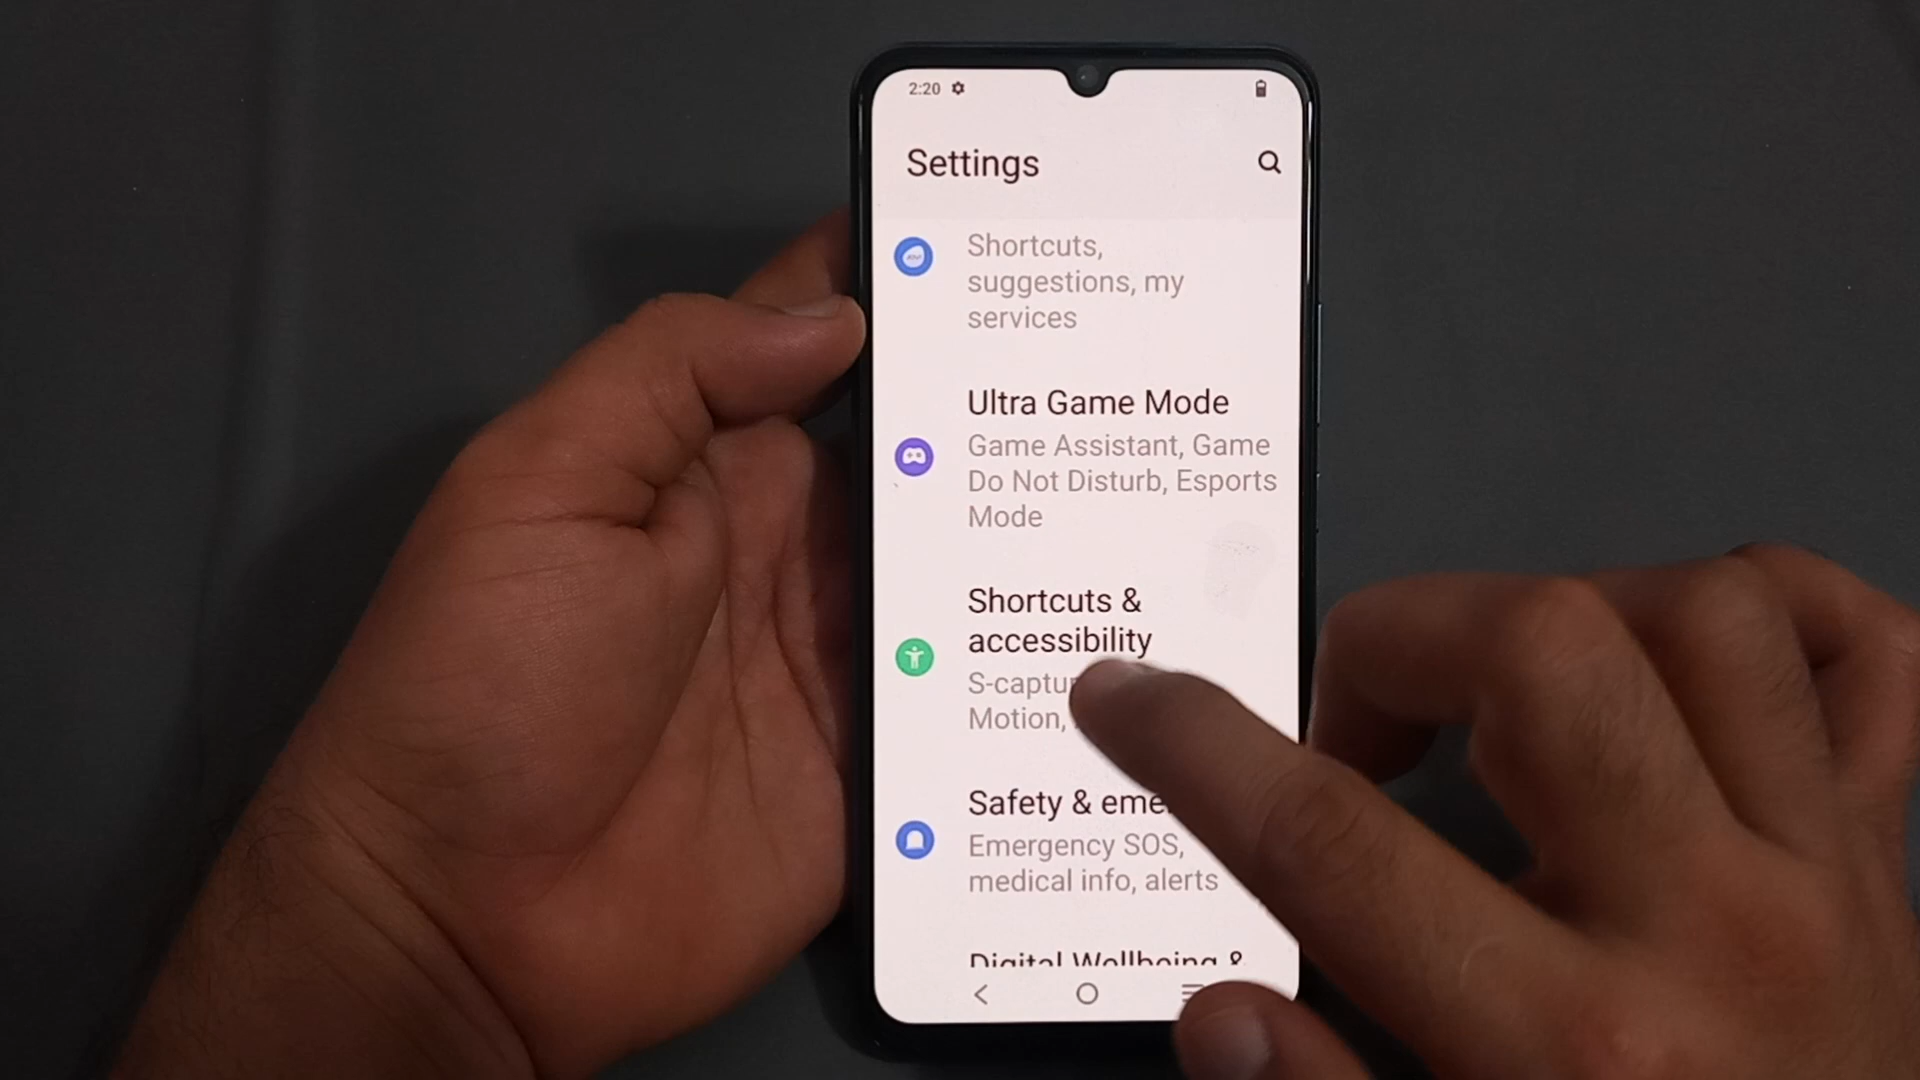 2:20
Settings
Shortcuts,
suggestions, my
services
Ultra Game Mode
Game Assistant, Game
Do Not Disturb, Esports
Mode
Shortcuts &
accessibility
S-captu
Motion,
Safety & eme
Emergency SOS,
medical info, alerts
Digital Wellbeing &